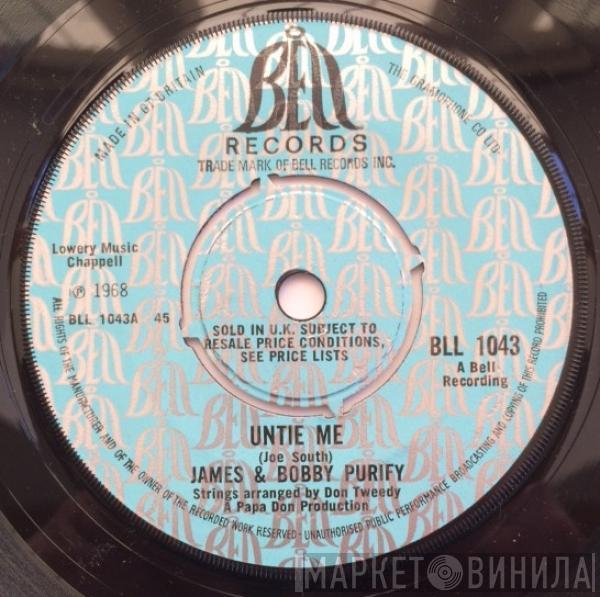 BELL
RECORDS
TRADE MARK OF BELL RECORDS INC.
MADE IN GT. BRITAIN
THE GRAMOPHONE CO. LTD.
Lowery Music
Chappell
℗ 1968
BLL 1043A 45
SOLD IN U.K. SUBJECT TO
RESALE PRICE CONDITIONS,
SEE PRICE LISTS
BLL 1043
A Bell
Recording
UNTIE ME
(Joe South)
JAMES & BOBBY PURIFY
Strings arranged by Don Tweedy
A Papa Don Production
ALL RIGHTS OF THE MANUFACTURER AND OF THE OWNER OF THE RECORDED WORK RESERVED - UNAUTHORISED PUBLIC PERFORMANCE BROADCASTING AND COPYING OF THIS RECORD PROHIBITED
МАРКЕТ ВИНИЛА